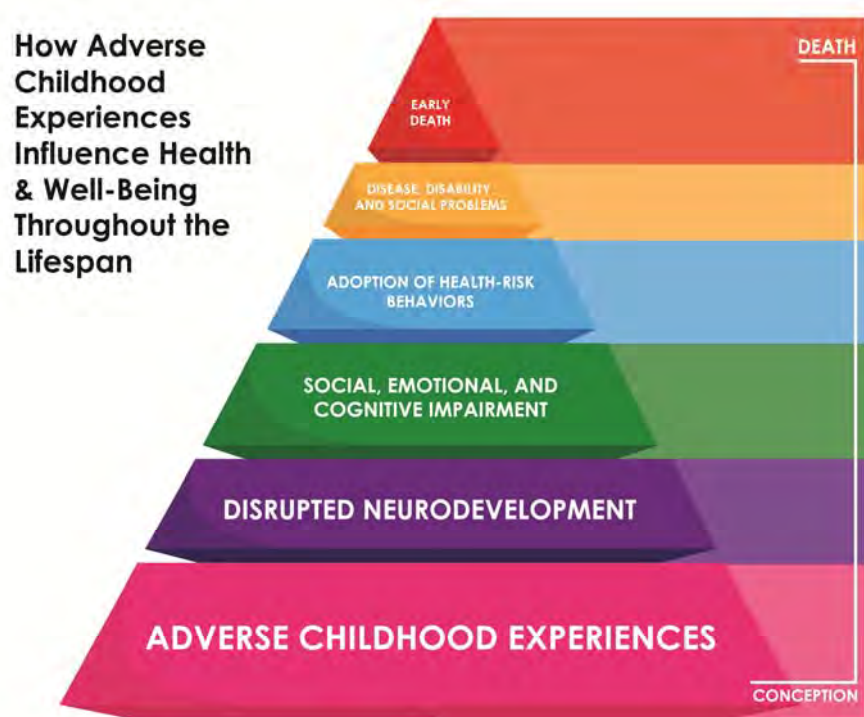 How Adverse
Childhood
Experiences
Influence Health
& Well-Being
Throughout the
Lifespan
DEATH
EARLY
DEATH
DISEASE, DISABILITY
AND SOCIAL PROBLEMS
ADOPTION OF HEALTH-RISK
BEHAVIORS
SOCIAL, EMOTIONAL, AND
COGNITIVE IMPAIRMENT
DISRUPTED NEURODEVELOPMENT
ADVERSE CHILDHOOD EXPERIENCES
CONCEPTION